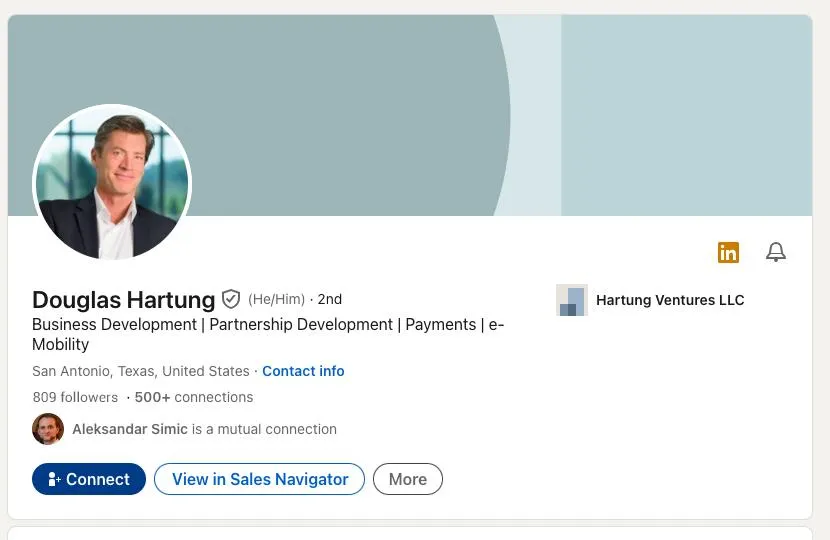 in
Douglas Hartung (He/Him) · 2nd
Hartung Ventures LLC
Business Development | Partnership Development | Payments | e-
Mobility
San Antonio, Texas, United States · Contact info
809 followers · 500+ connections
Aleksandar Simic is a mutual connection
Connect
View in Sales Navigator
More